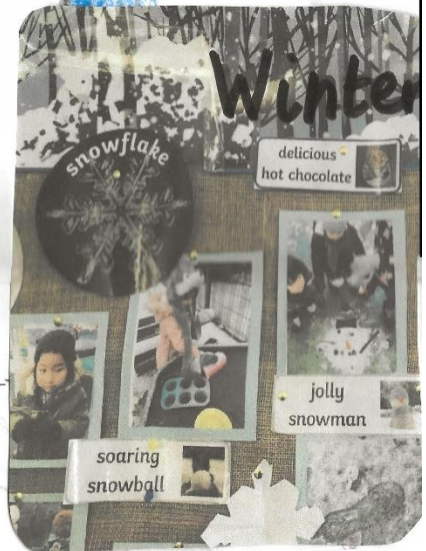 Winter
snowflake
delicious
hot chocolate
jolly
snowman
soaring
snowball